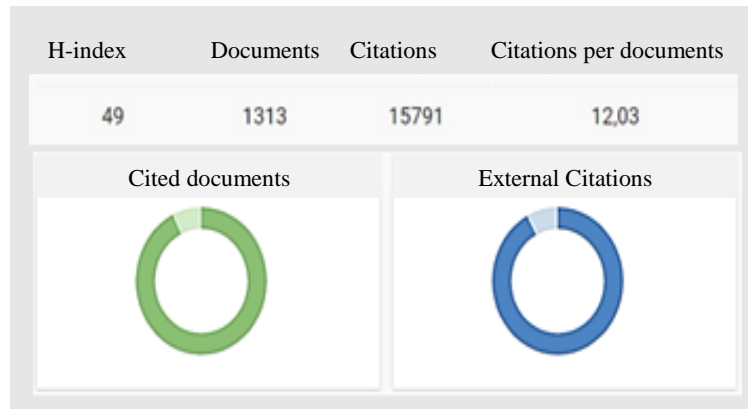 H-index Documents Citations Citations per documents
49 1313 15791 12,03
Cited documents External Citations